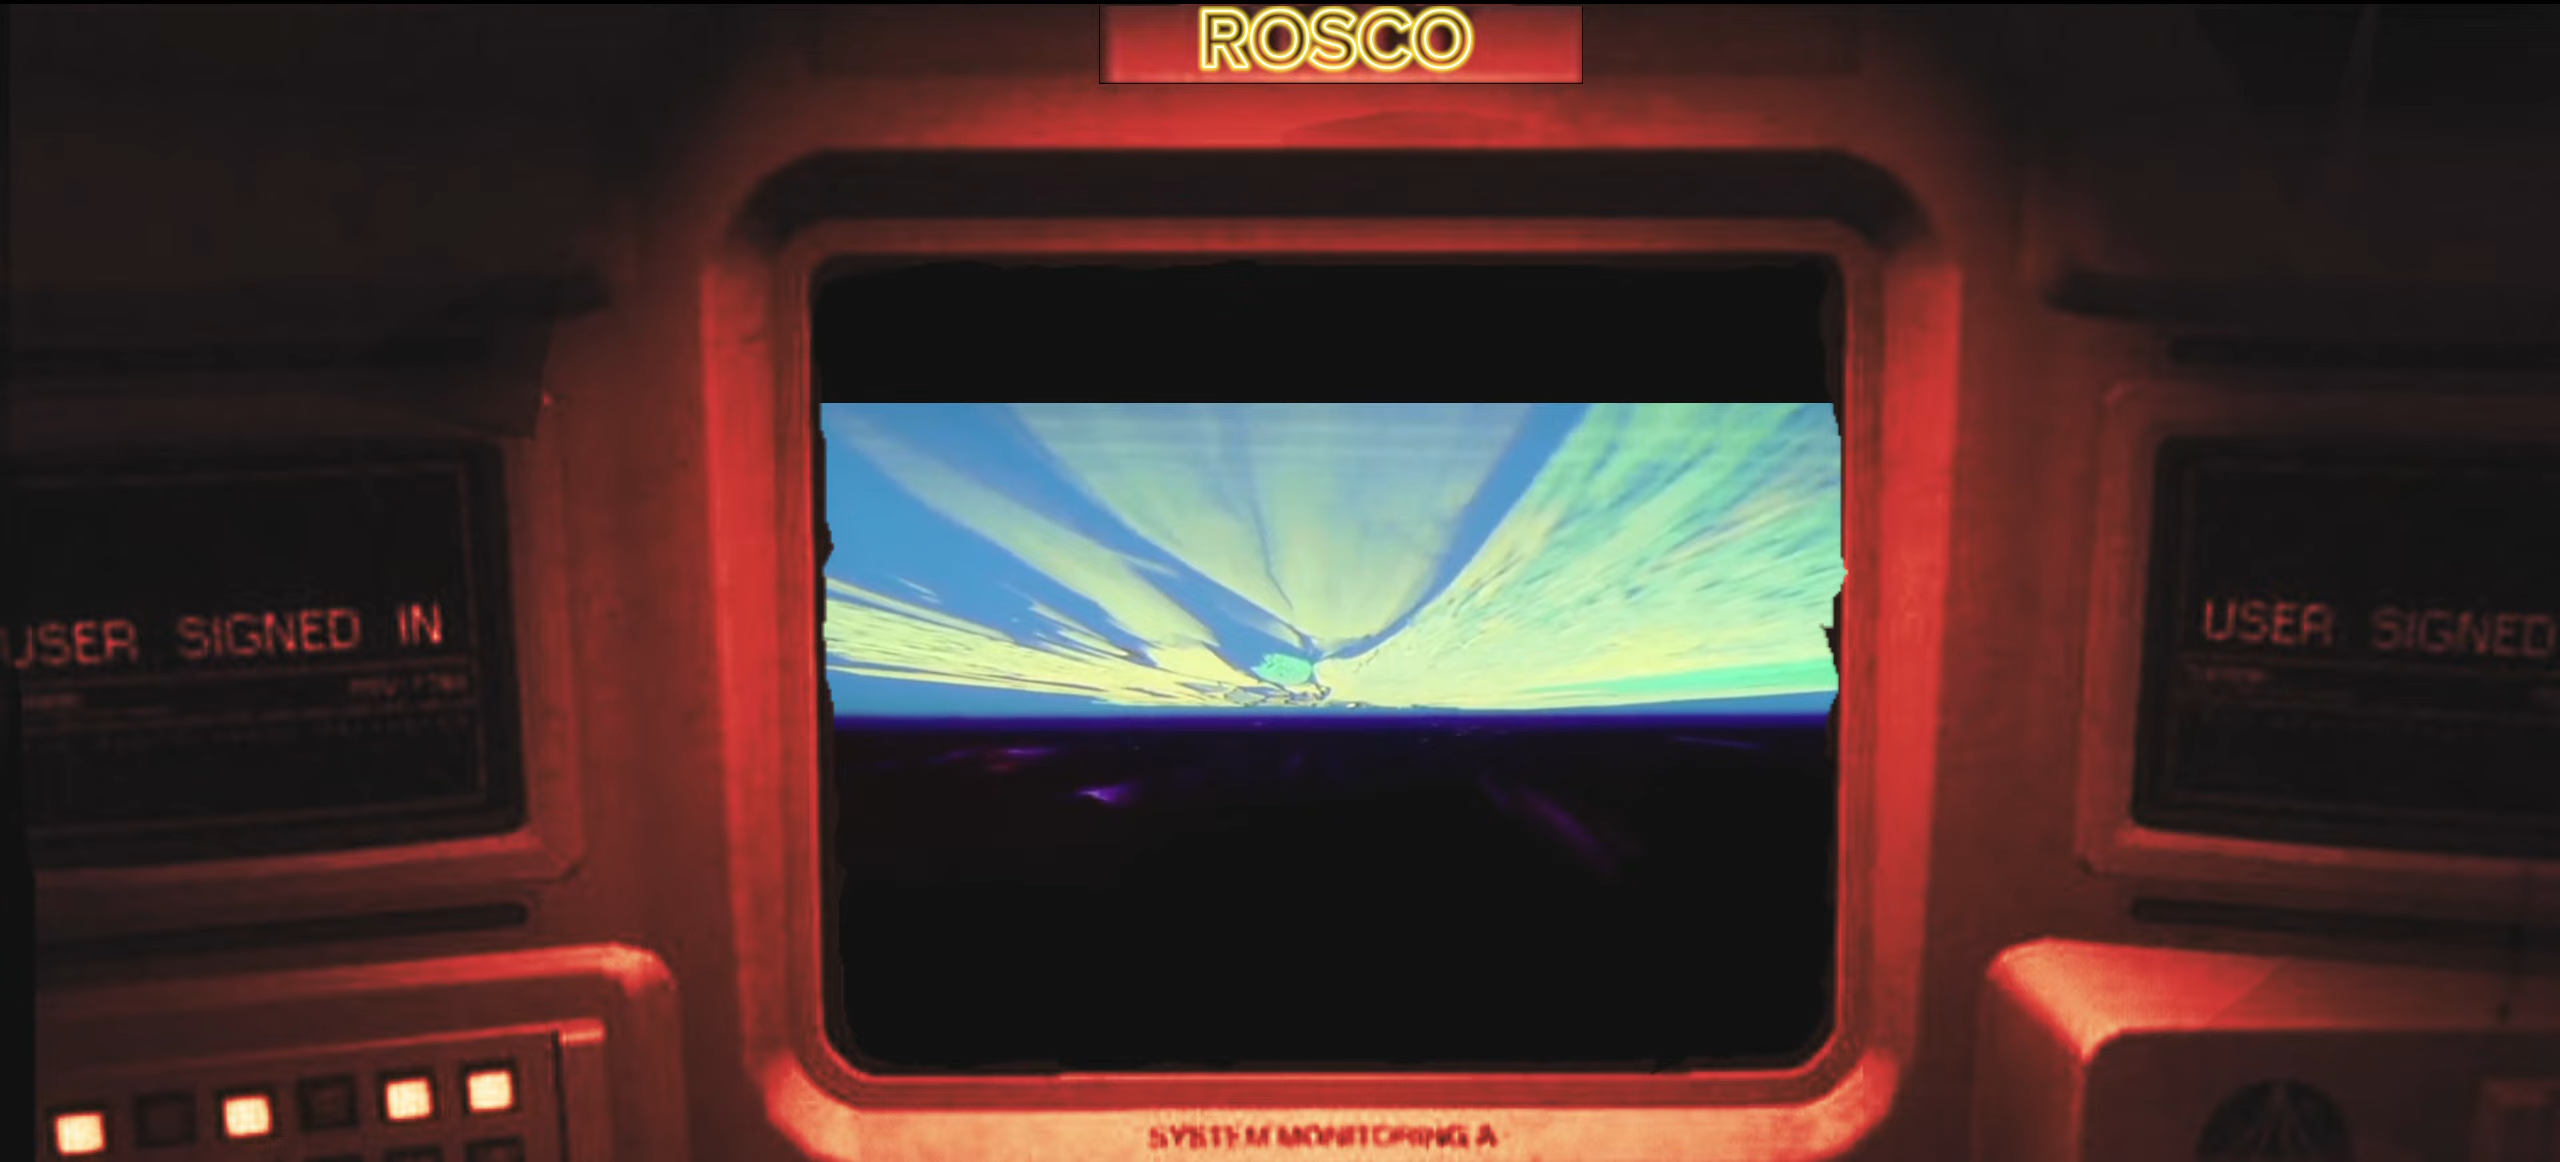 ROSCO
USER SIGNED IN
USER SIGNED
SYSTEM MONITORING A